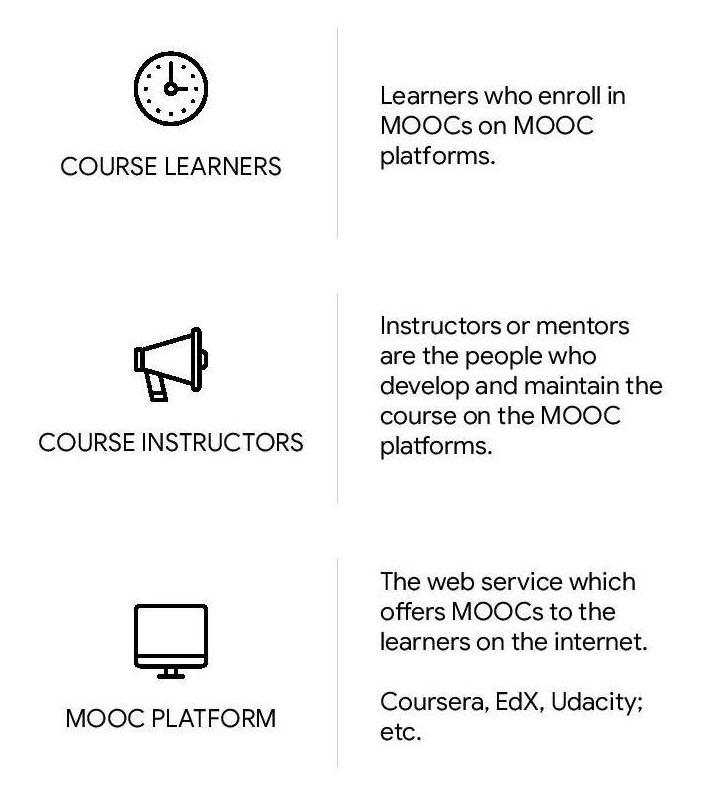 COURSE LEARNERS
Learners who enroll in
MOOCs on MOOC
platforms.
COURSE INSTRUCTORS
Instructors or mentors
are the people who
develop and maintain the
course on the MOOC
platforms.
MOOC PLATFORM
The web service which
offers MOOCs to the
learners on the internet.
Coursera, EdX, Udacity;
etc.